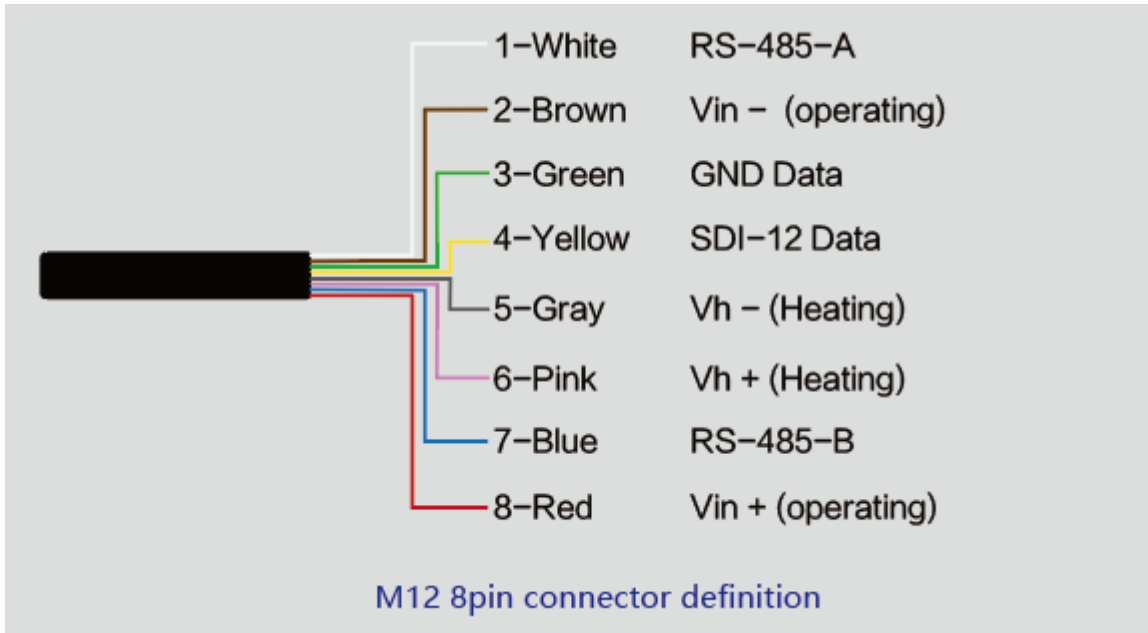 1-White RS-485-A
2-Brown Vin - (operating)
3-Green GND Data
4-Yellow SDI-12 Data
5-Gray Vh - (Heating)
6-Pink Vh + (Heating)
7-Blue RS-485-B
8-Red Vin + (operating)
M12 8pin connector definition